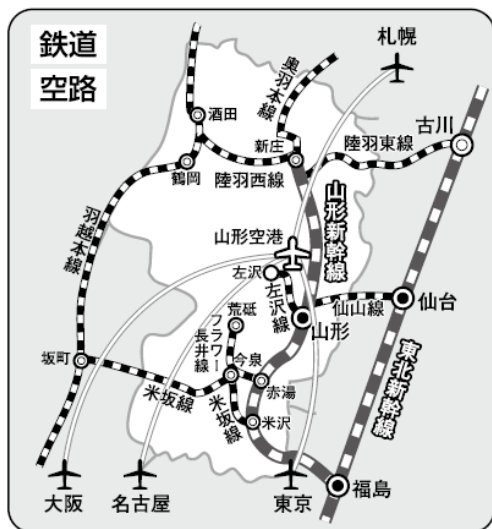 鉄道
空路
札幌
奥羽本線
酒田
古川
新庄
陸羽東線
鶴岡
陸羽西線
羽越本線
山形新幹線
山形空港
左沢
左沢線
仙山線
仙台
山形
荒砥
フラワー
長井線
今泉
坂町
赤湯
米坂線
米坂線
米沢
東北新幹線
大阪
名古屋
東京
福島